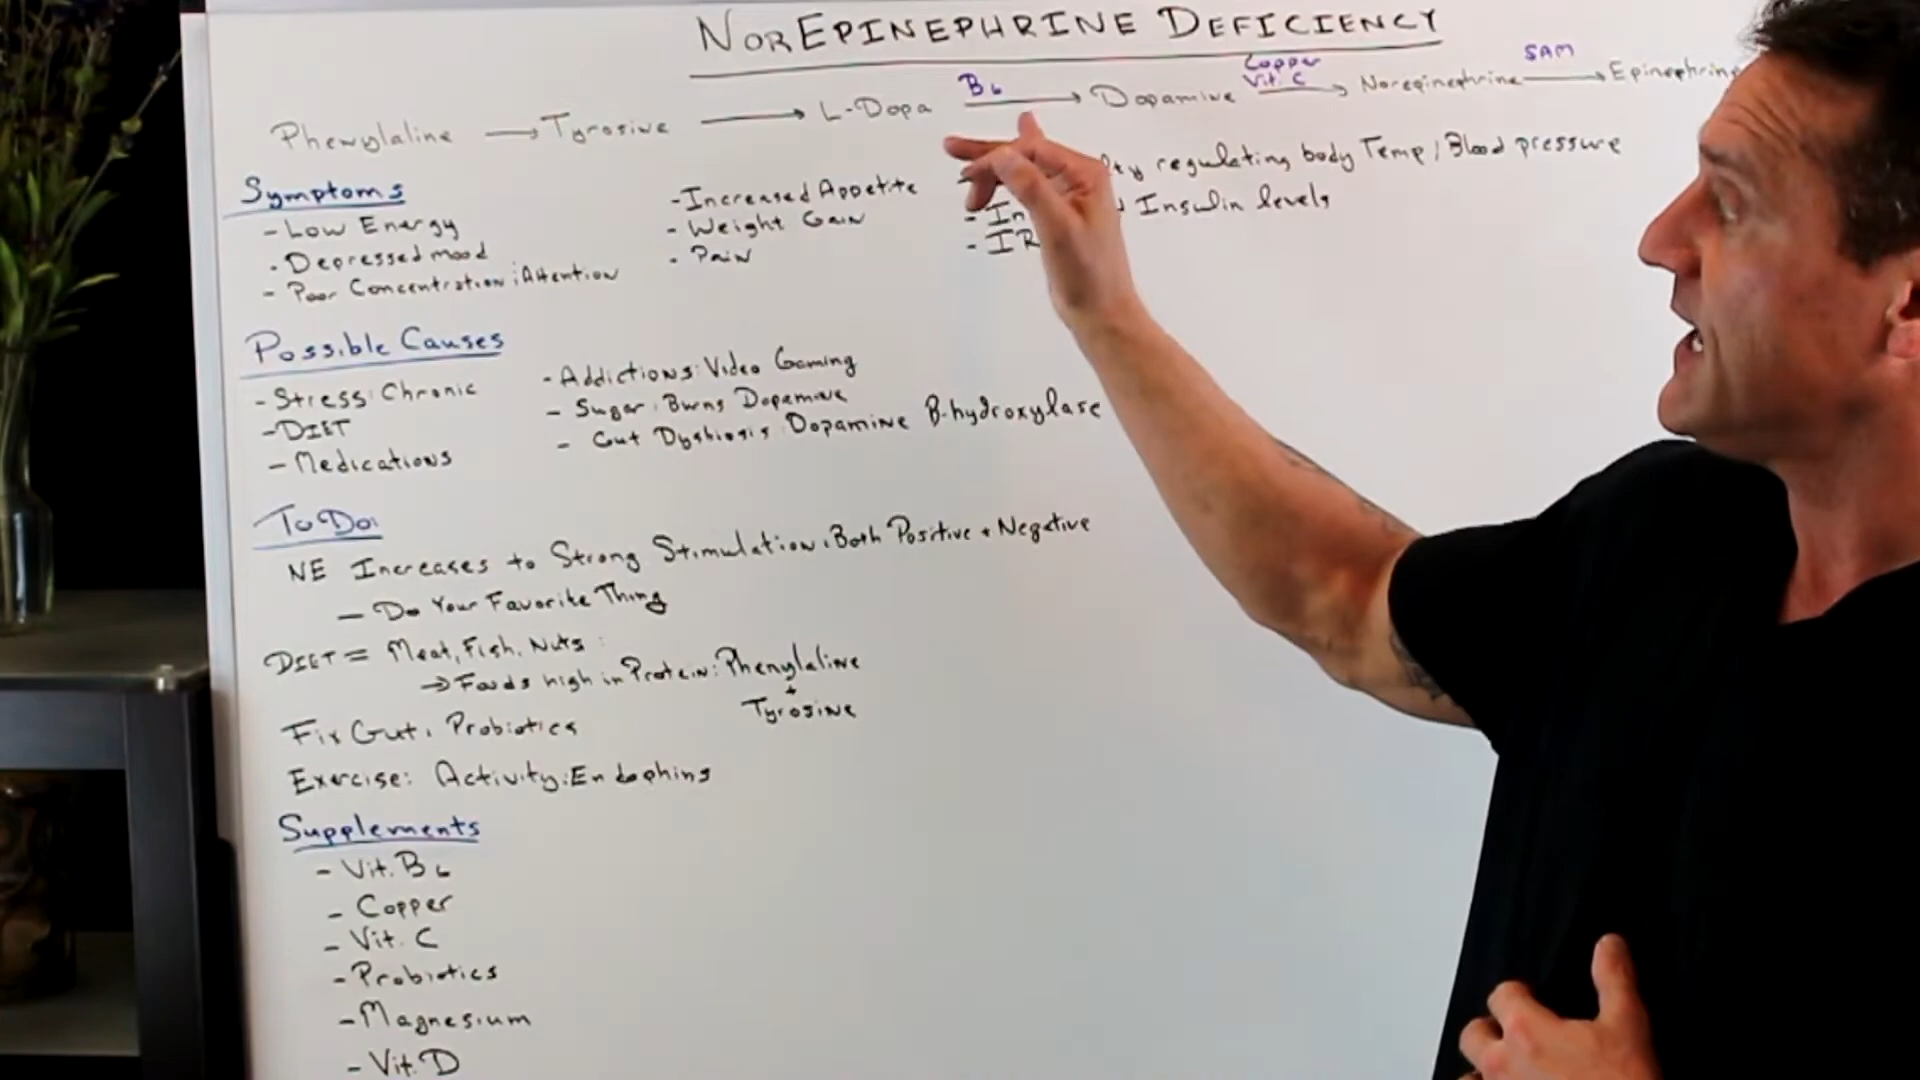 NOREPINEPHRINE DEFICIENCY
Phenylaline → Tyrosine → L-Dopa B6 → Dopamine Copper Vit. C → Norepinephrine SAM → Epinephrine
Symptoms
- Low Energy
- Depressed mood
- Poor Concentration; Attention
- Increased Appetite
- Weight Gain
- Pain
regulating body Temp; Blood pressure
Insulin levels
Possible Causes
- Stress: Chronic
- DIET
- Medications
- Addictions: Video Gaming
- Sugar: Burns Dopamine
- Gut Dysbiosis: Dopamine B-hydroxylase
To Do:
NE Increases to Strong Stimulation: Both Positive + Negative
- Do Your Favorite Thing
DIET = Meat, Fish, Nuts:
→ Foods high in Protein: Phenylaline
+
Tyrosine
Fix Gut: Probiotics
Exercise: Activity: Endophins
Supplements
- Vit. B6
- Copper
- Vit. C
- Probiotics
- Magnesium
- Vit. D